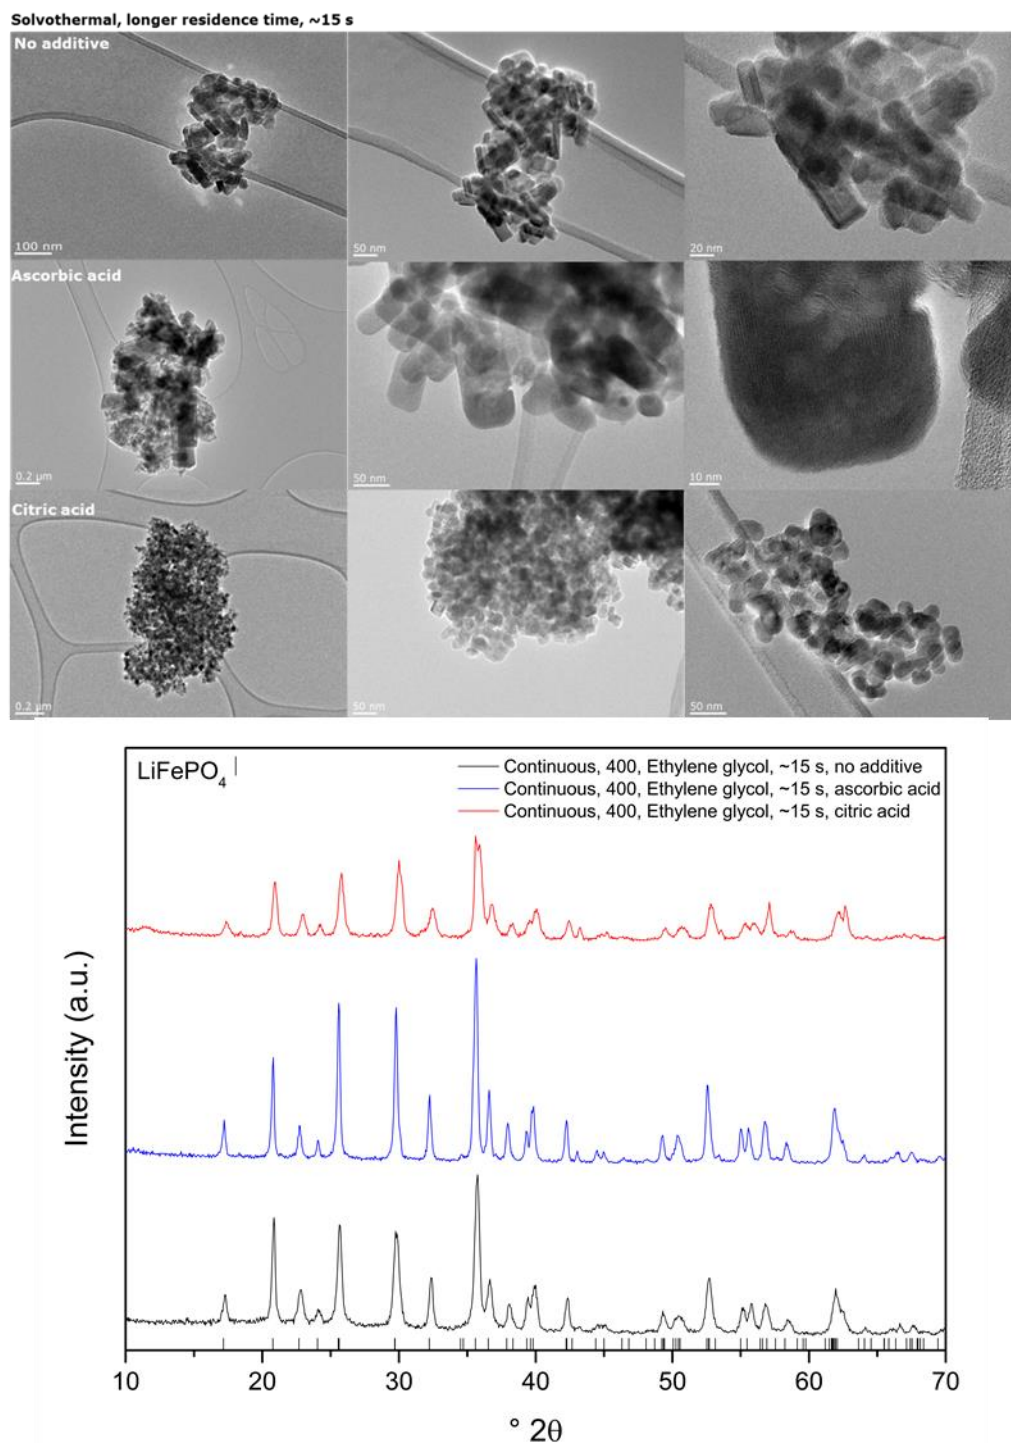 Solvothermal, longer residence time, ~15 s
No additive
100 nm
50 nm
20 nm
Ascorbic acid
0.2 µm
50 nm
10 nm
Citric acid
0.2 µm
50 nm
50 nm
LiFePO4 |
Continuous, 400, Ethylene glycol, ~15 s, no additive
Continuous, 400, Ethylene glycol, ~15 s, ascorbic acid
Continuous, 400, Ethylene glycol, ~15 s, citric acid
Intensity (a.u.)
10 20 30 40 50 60 70
° 2θ